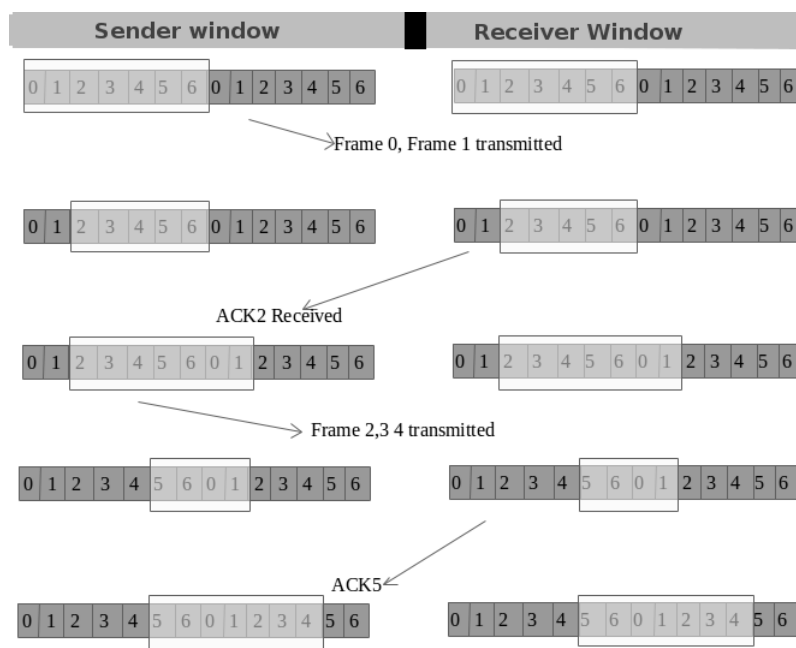 Sender window
Receiver Window
0 1 2 3 4 5 6 0 1 2 3 4 5 6
0 1 2 3 4 5 6 0 1 2 3 4 5 6
Frame 0, Frame 1 transmitted
0 1 2 3 4 5 6 0 1 2 3 4 5 6
0 1 2 3 4 5 6 0 1 2 3 4 5 6
ACK2 Received
0 1 2 3 4 5 6 0 1 2 3 4 5 6
0 1 2 3 4 5 6 0 1 2 3 4 5 6
Frame 2,3 4 transmitted
0 1 2 3 4 5 6 0 1 2 3 4 5 6
0 1 2 3 4 5 6 0 1 2 3 4 5 6
ACK5
0 1 2 3 4 5 6 0 1 2 3 4 5 6
0 1 2 3 4 5 6 0 1 2 3 4 5 6